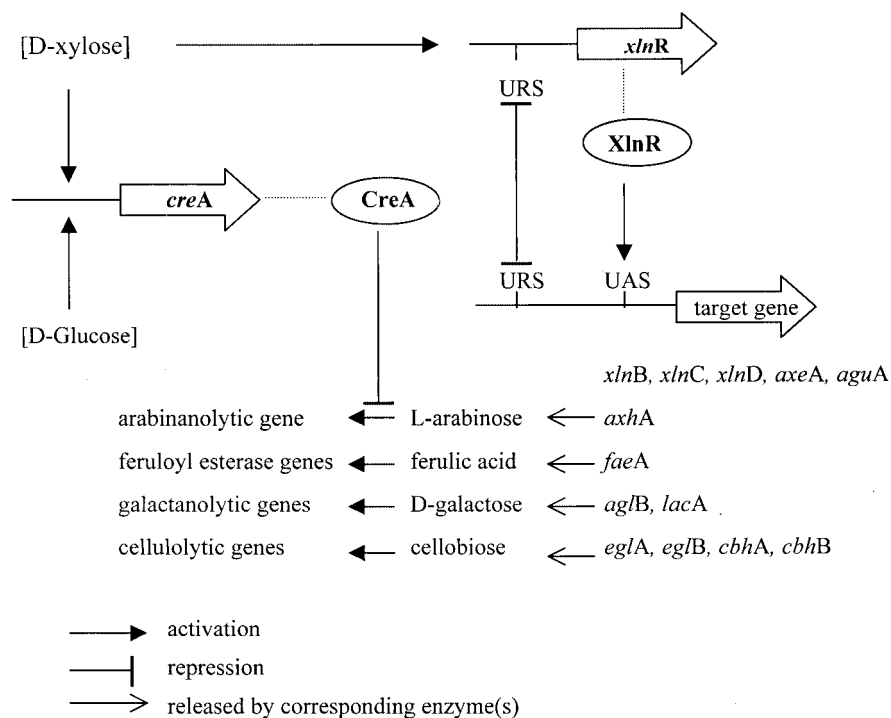 [D-xylose]
xlnR
URS
XlnR
creA
CreA
URS
UAS
target gene
[D-Glucose]
xlnB, xlnC, xlnD, axeA, aguA
arabinanolytic gene L-arabinose axhA
feruloyl esterase genes ferulic acid faeA
galactanolytic genes D-galactose aglB, lacA
cellulolytic genes cellobiose eglA, eglB, cbhA, cbhB
activation
repression
released by corresponding enzyme(s)